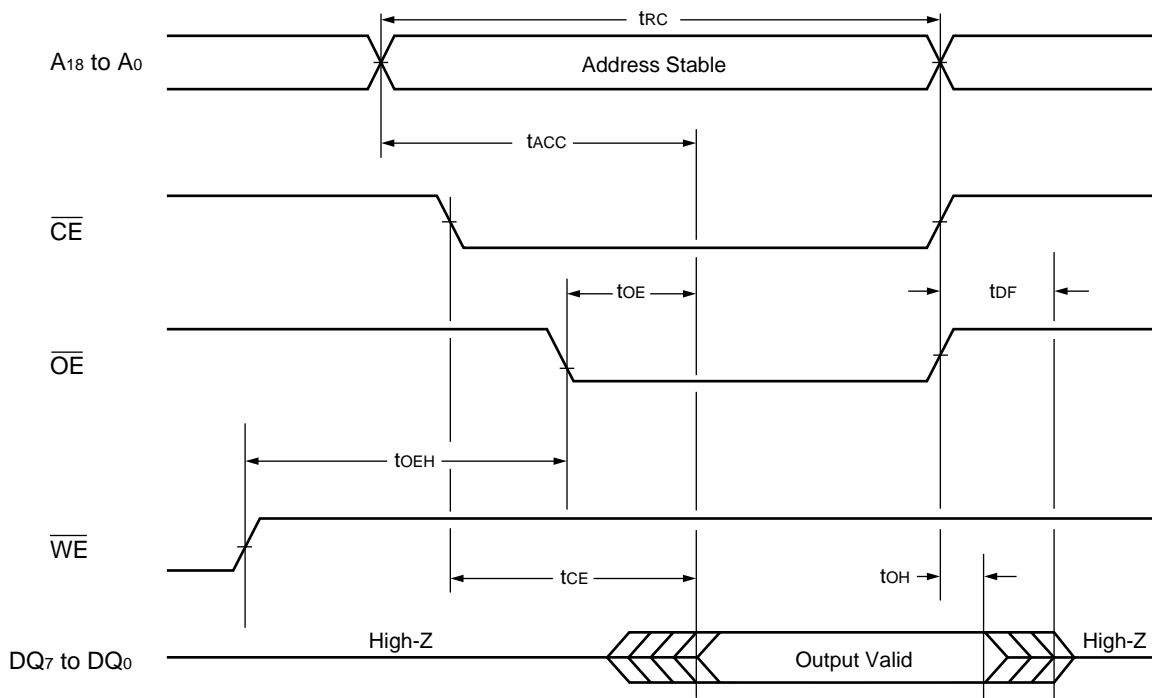 tRC
A18 to A0
Address Stable
tACC
CE
tOE
tDF
OE
tOEH
WE
tCE
tOH
High-Z
High-Z
DQ7 to DQ0
Output Valid